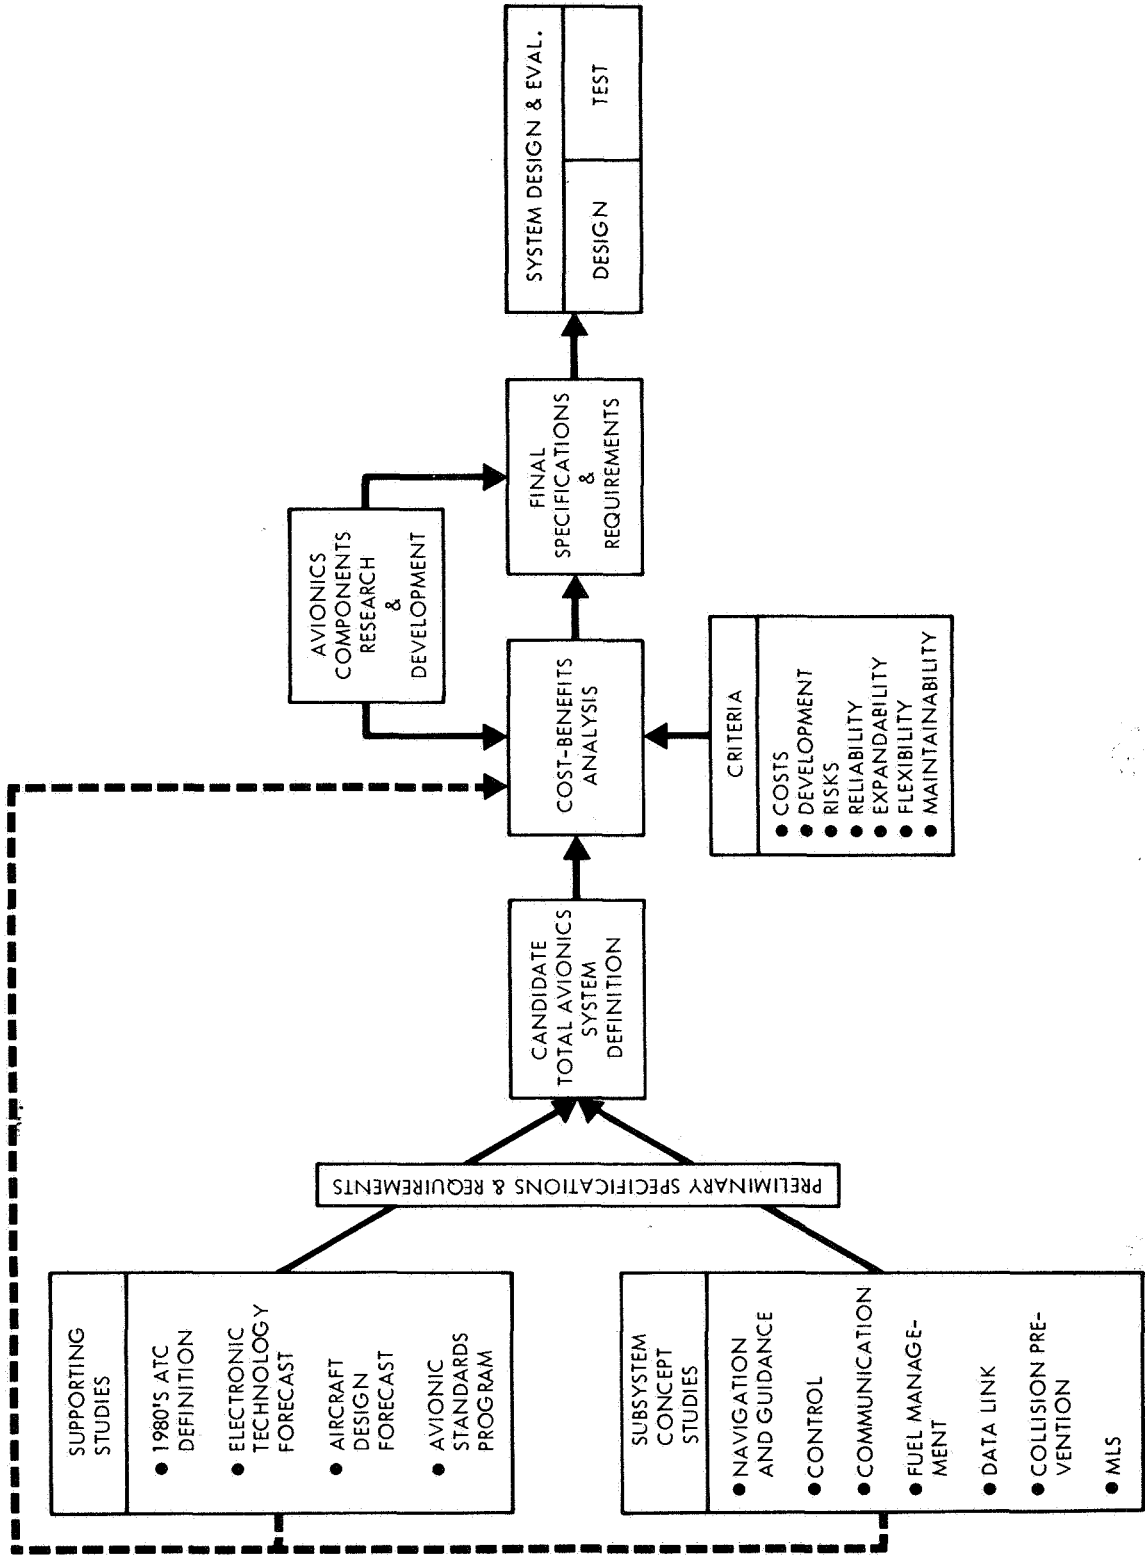 SUPPORTING
STUDIES
● 1980'S ATC
DEFINITION
● ELECTRONIC
TECHNOLOGY
FORECAST
● AIRCRAFT
DESIGN
FORECAST
● AVIONIC
STANDARDS
PROGRAM
SUBSYSTEM
CONCEPT
STUDIES
● NAVIGATION
AND GUIDANCE
● CONTROL
● COMMUNICATION
● FUEL MANAGE-
MENT
● DATA LINK
● COLLISION PRE-
VENTION
● MLS
PRELIMINARY SPECIFICATIONS & REQUIREMENTS
CANDIDATE
TOTAL AVIONICS
SYSTEM
DEFINITION
COST-BENEFITS
ANALYSIS
AVIONICS
COMPONENTS
RESEARCH
&
DEVELOPMENT
CRITERIA
● COSTS
● DEVELOPMENT
● RISKS
● RELIABILITY
● EXPANDABILITY
● FLEXIBILITY
● MAINTAINABILITY
FINAL
SPECIFICATIONS
&
REQUIREMENTS
SYSTEM DESIGN & EVAL.
DESIGN
TEST